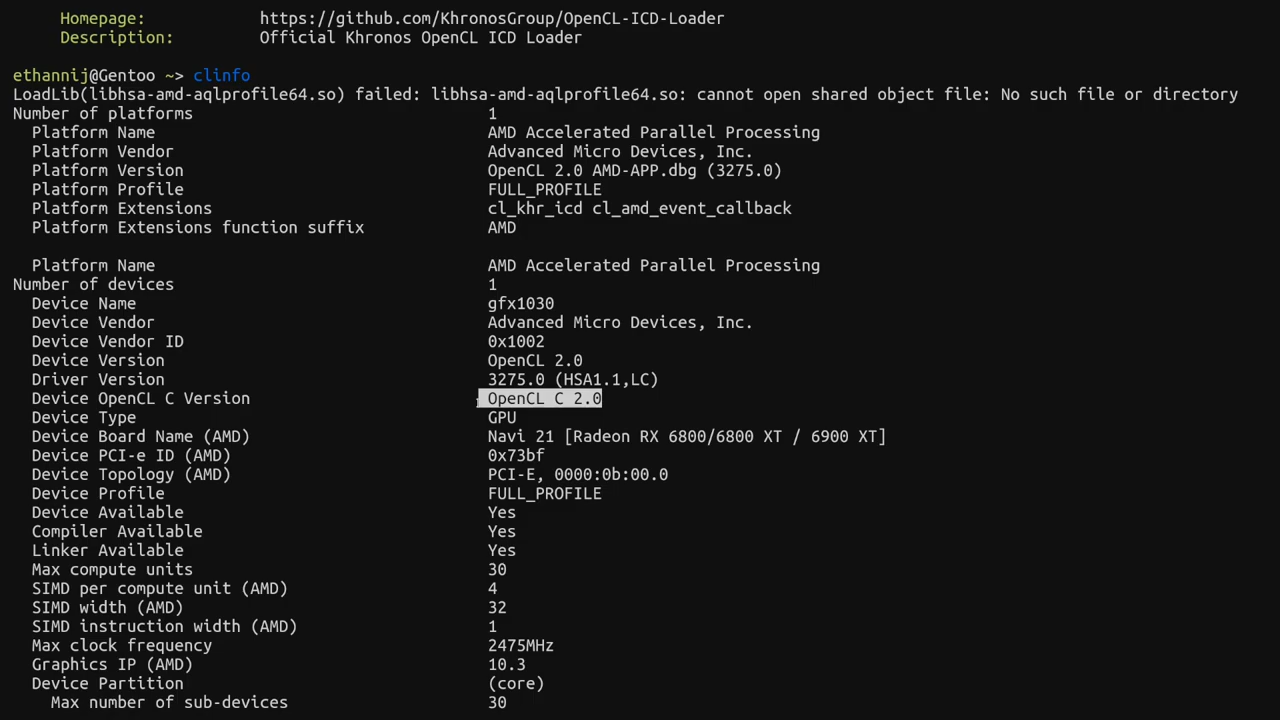 Homepage: https://github.com/KhronosGroup/OpenCL-ICD-Loader
Description: Official Khronos OpenCL ICD Loader
ethannij@Gentoo ~> clinfo
LoadLib(libhsa-amd-aqlprofile64.so) failed: libhsa-amd-aqlprofile64.so: cannot open shared object file: No such file or directory
Number of platforms 1
Platform Name AMD Accelerated Parallel Processing
Platform Vendor Advanced Micro Devices, Inc.
Platform Version OpenCL 2.0 AMD-APP.dbg (3275.0)
Platform Profile FULL_PROFILE
Platform Extensions cl_khr_icd cl_amd_event_callback
Platform Extensions function suffix AMD
Platform Name AMD Accelerated Parallel Processing
Number of devices 1
Device Name gfx1030
Device Vendor Advanced Micro Devices, Inc.
Device Vendor ID 0x1002
Device Version OpenCL 2.0
Driver Version 3275.0 (HSA1.1,LC)
Device OpenCL C Version OpenCL C 2.0
Device Type GPU
Device Board Name (AMD) Navi 21 [Radeon RX 6800/6800 XT / 6900 XT]
Device PCI-e ID (AMD) 0x73bf
Device Topology (AMD) PCI-E, 0000:0b:00.0
Device Profile FULL_PROFILE
Device Available Yes
Compiler Available Yes
Linker Available Yes
Max compute units 30
SIMD per compute unit (AMD) 4
SIMD width (AMD) 32
SIMD instruction width (AMD) 1
Max clock frequency 2475MHz
Graphics IP (AMD) 10.3
Device Partition (core)
Max number of sub-devices 30